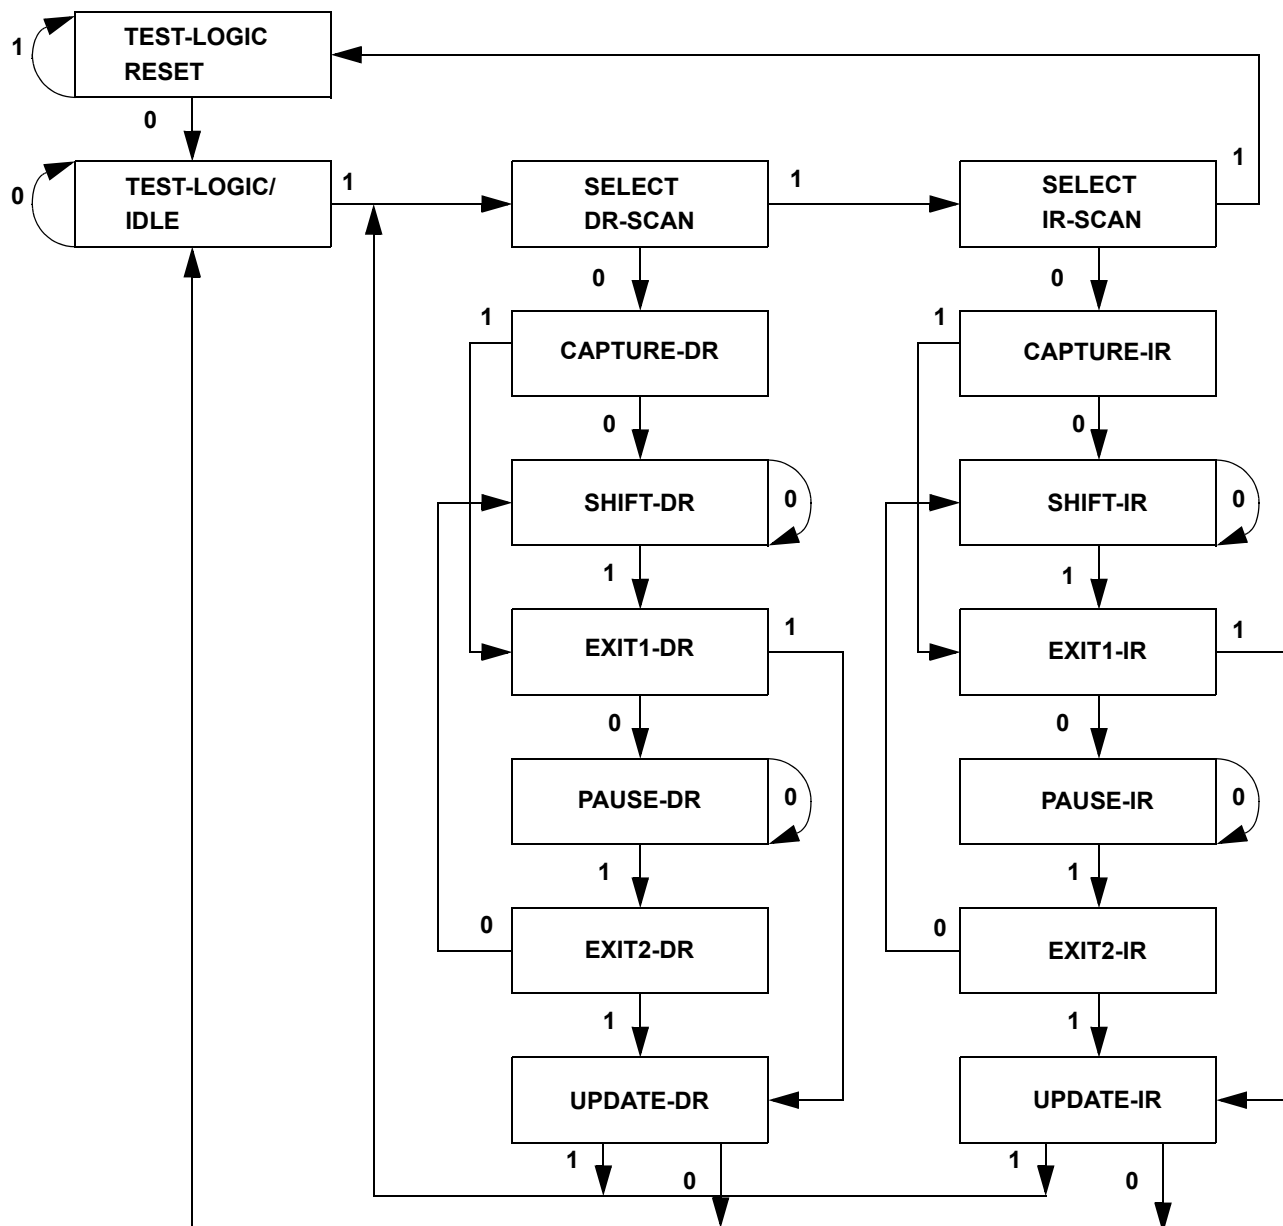 1
TEST-LOGIC
RESET
0
0
TEST-LOGIC/
IDLE
1
SELECT
DR-SCAN
1
SELECT
IR-SCAN
1
0
0
1
CAPTURE-DR
1
CAPTURE-IR
0
0
SHIFT-DR
0
SHIFT-IR
0
1
1
EXIT1-DR
1
EXIT1-IR
1
0
0
PAUSE-DR
0
PAUSE-IR
0
1
1
0
EXIT2-DR
0
EXIT2-IR
1
1
UPDATE-DR
UPDATE-IR
1
0
1
0